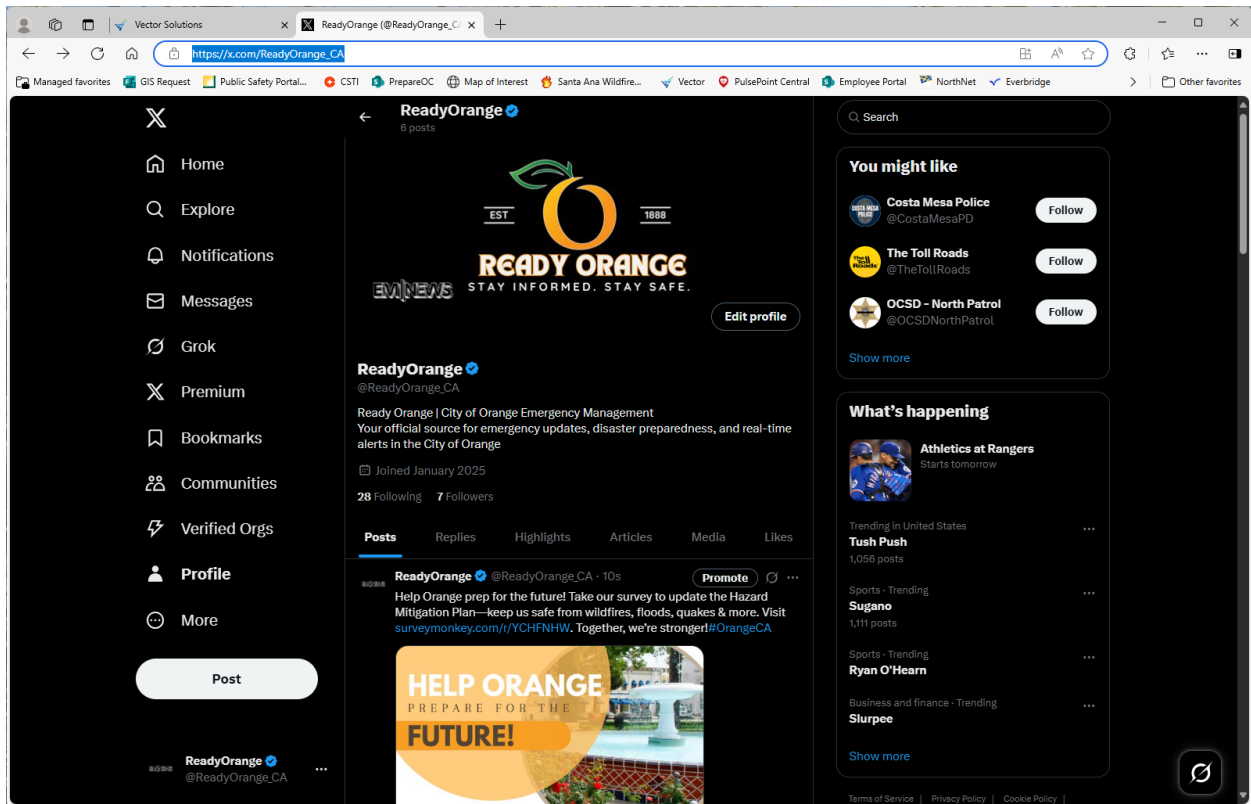 Vector Solutions
ReadyOrange (@ReadyOrange_C
https://x.com/ReadyOrange_CA
Managed favorites
GIS Request
Public Safety Portal...
CSTI
PrepareOC
Map of Interest
Santa Ana Wildfire...
Vector
PulsePoint Central
Employee Portal
NorthNet
Everbridge
Other favorites
Home
Explore
Notifications
Messages
Grok
Premium
Bookmarks
Communities
Verified Orgs
Profile
More
Post
ReadyOrange
@ReadyOrange_CA
ReadyOrange
6 posts
EST
1888
READY ORANGE
STAY INFORMED. STAY SAFE.
EM|NEWS
Edit profile
ReadyOrange
@ReadyOrange_CA
Ready Orange | City of Orange Emergency Management
Your official source for emergency updates, disaster preparedness, and real-time
alerts in the City of Orange
Joined January 2025
28 Following 7 Followers
Posts
Replies
Highlights
Articles
Media
Likes
ReadyOrange @ReadyOrange_CA · 10s
Promote
Help Orange prep for the future! Take our survey to update the Hazard
Mitigation Plan—keep us safe from wildfires, floods, quakes & more. Visit
surveymonkey.com/r/YCHFNHW. Together, we're stronger!#OrangeCA
HELP ORANGE
PREPARE FOR THE
FUTURE!
Search
You might like
COSTA MESA
POLICE
Costa Mesa Police
@CostaMesaPD
Follow
The
Toll
Roads
The Toll Roads
@TheTollRoads
Follow
OCSD - North Patrol
@OCSDNorthPatrol
Follow
Show more
What's happening
Athletics at Rangers
Starts tomorrow
Trending in United States
Tush Push
1,056 posts
Sports · Trending
Sugano
1,111 posts
Sports · Trending
Ryan O'Hearn
Business and finance · Trending
Slurpee
Show more
Terms of Service | Privacy Policy | Cookie Policy |